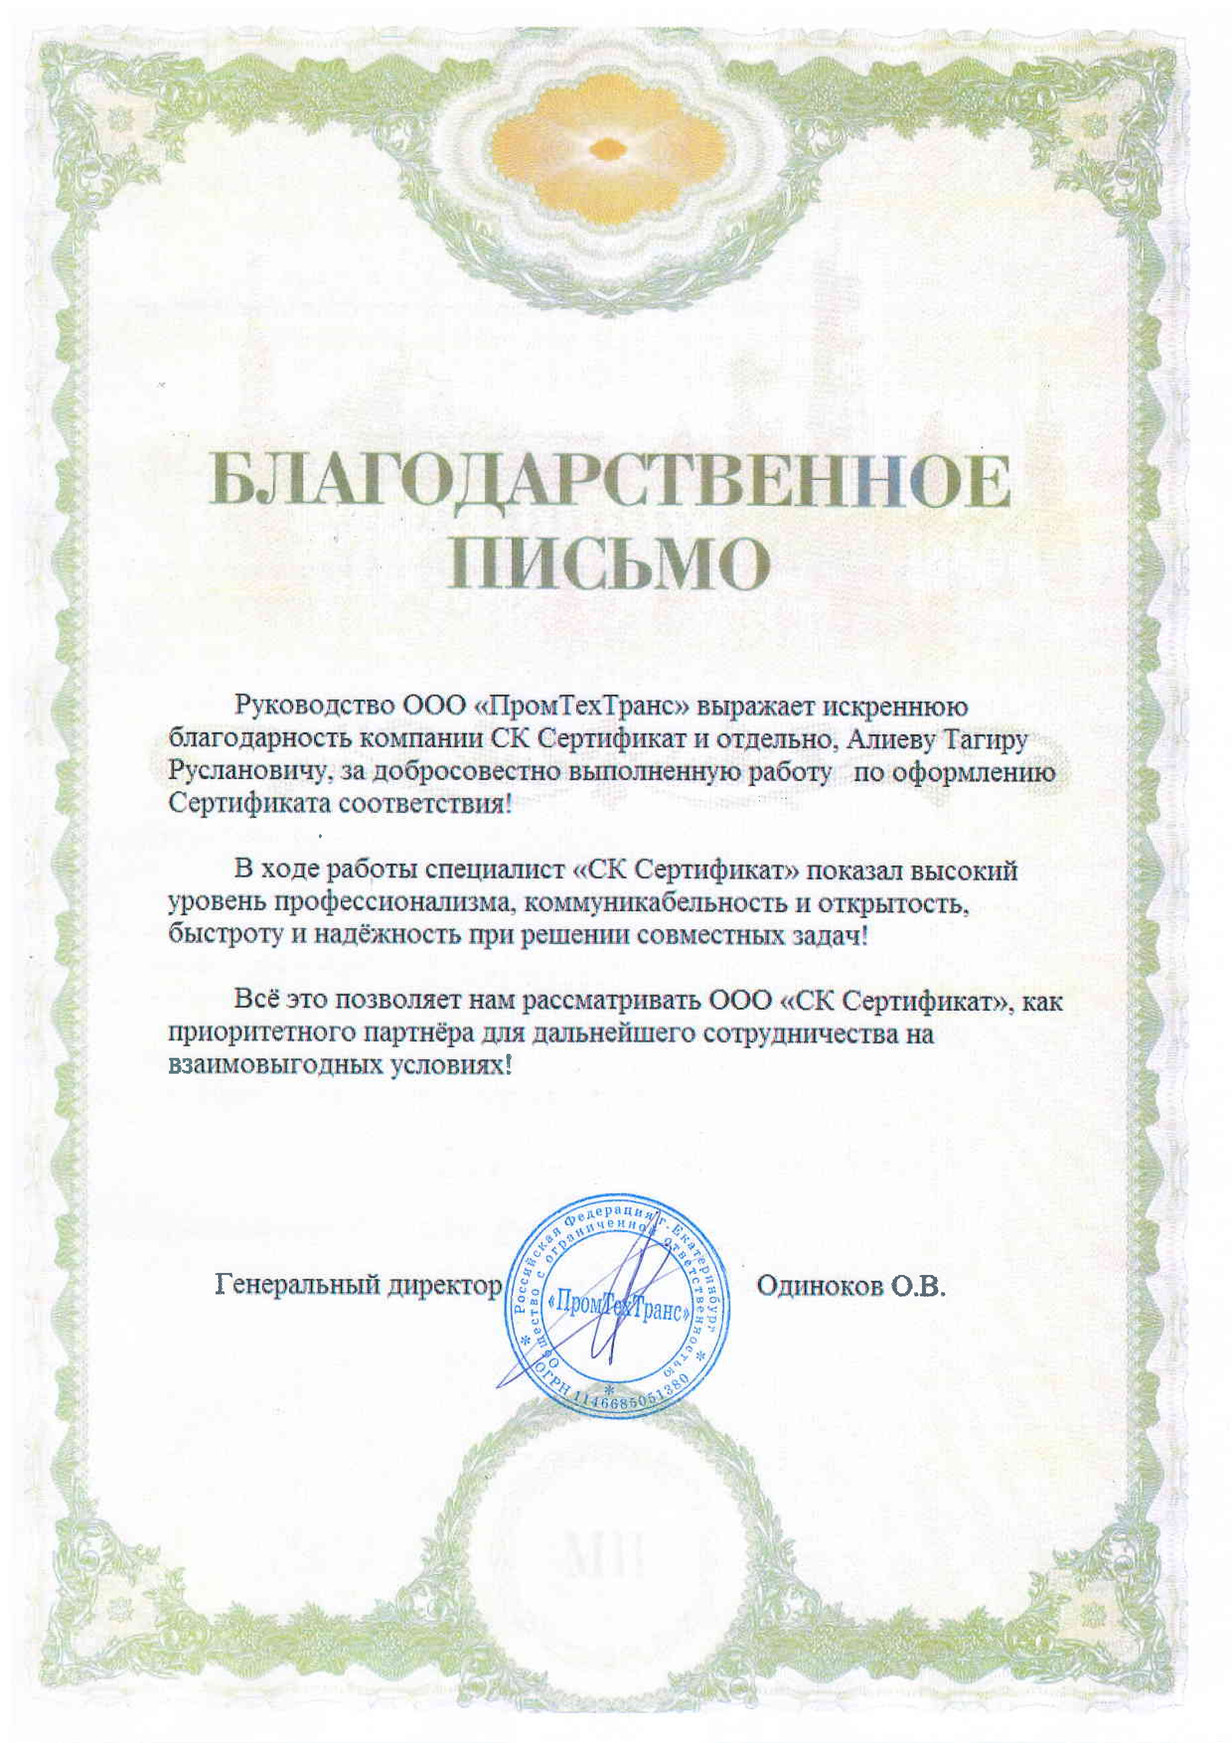 БЛАГОДАРСТВЕННОЕ
ПИСЬМО
Руководство ООО «ПромТехТранс» выражает искреннюю
благодарность компании СК Сертификат и отдельно, Алиеву Тагиру
Руслановичу, за добросовестно выполненную работу по оформлению
Сертификата соответствия!
В ходе работы специалист «СК Сертификат» показал высокий
уровень профессионализма, коммуникабельность и открытость,
быстроту и надёжность при решении совместных задач!
Всё это позволяет нам рассматривать ООО «СК Сертификат», как
приоритетного партнёра для дальнейшего сотрудничества на
взаимовыгодных условиях!
Генеральный директор
Одиноков О.В.
Российская Федерация г. Екатеринбург
Общество с ограниченной ответственностью
«ПромТехТранс»
ОГРН 1146685051380